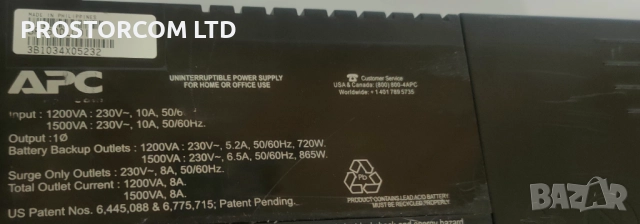 PROSTORCOM LTD
3B1034X05232
APC
UNINTERRUPTIBLE POWER SUPPLY
FOR HOME OR OFFICE USE
Customer Service:
USA & Canada: (800) 800-4APC
Worldwide: + 1 401 789 5735
Input : 1200VA : 230V~, 10A, 50/6
1500VA : 230V~, 10A, 50/60Hz.
Output : 1Ø
Battery Backup Outlets : 1200VA : 230V~, 5.2A, 50/60Hz, 720W.
1500VA : 230V~, 6.5A, 50/60Hz, 865W.
Surge Only Outlets : 230V~, 8A, 50/60Hz.
Total Outlet Current : 1200VA, 8A.
1500VA, 8A.
US Patent Nos. 6,445,088 & 6,775,715; Patent Pending.
Pb
PRODUCT CONTAINS LEAD ACID BATTERY
MUST BE RECYCLED
and energy hazard
BAZAR